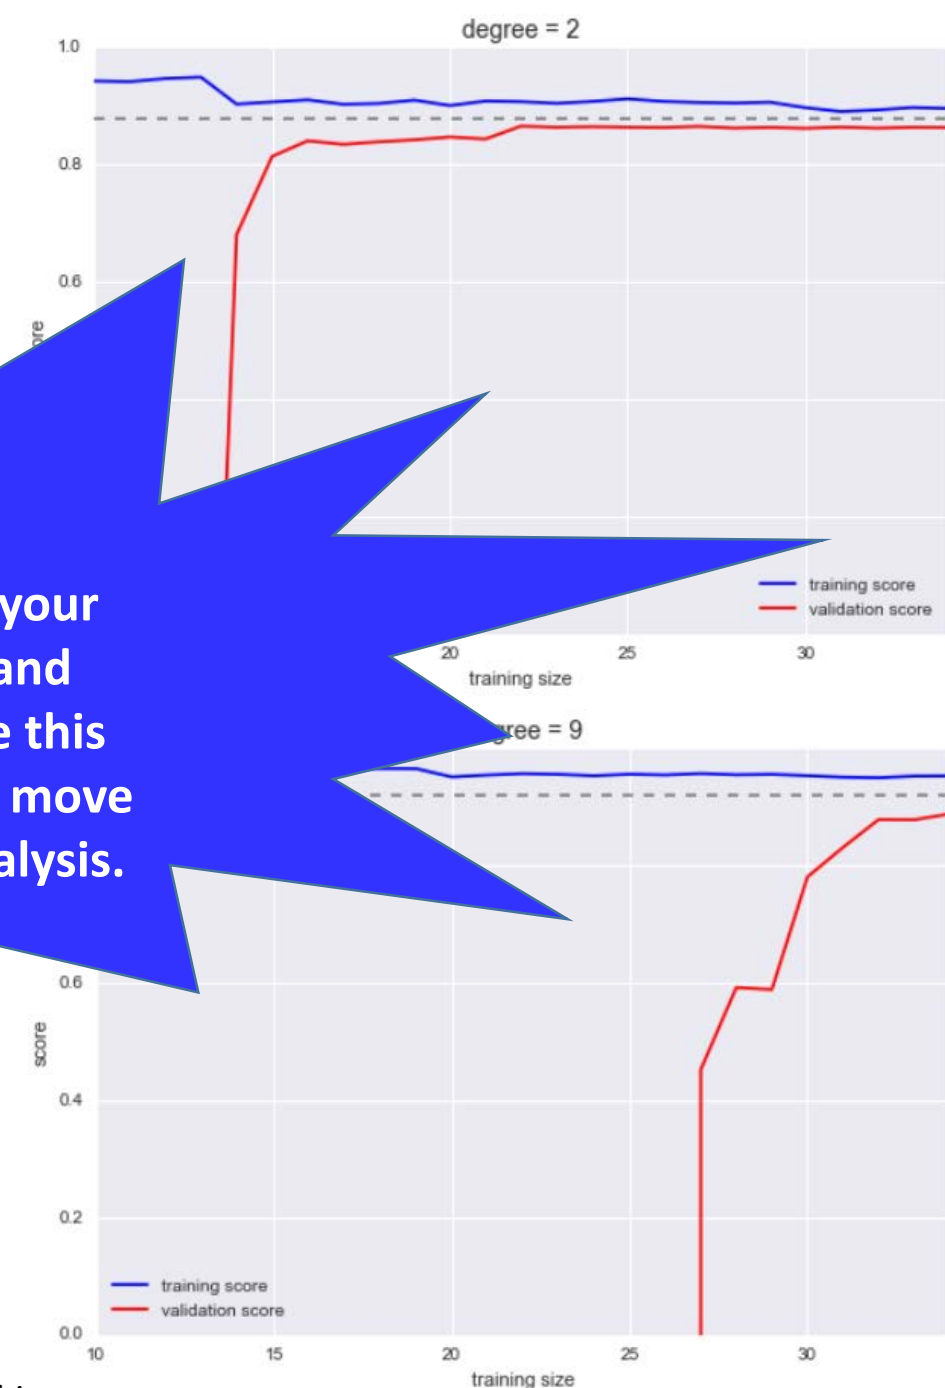 degree = 2
1.0
0.8
0.6
ore
your
and
e this
move
alysis.
training score
validation score
20
25
30
training size
gree = 9
0.6
0.4
0.2
0.0
score
training score
validation score
10
15
20
25
30
training size